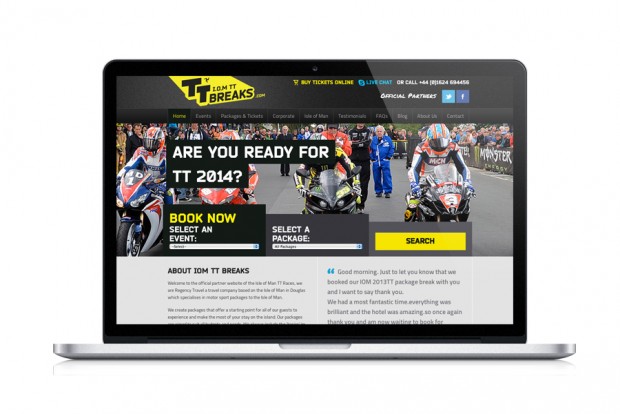 TT I.O.M TT
BREAKS.COM
BUY TICKETS ONLINE LIVE CHAT OR CALL +44 (0)1624 694456
Official Partners
Home Events Packages & Tickets Corporate Isle of Man Testimonials FAQs Blog About Us Contact
ARE YOU READY FOR
TT 2014?
MCN
MONSTER
ENERGY
BOOK NOW
SELECT AN
EVENT:
- Select -
SELECT A
PACKAGE:
All Packages
SEARCH
ABOUT IOM TT BREAKS
Welcome to the official partner website of the Isle of Man TT Races, we
are Regency Travel a travel company based on the Isle of Man in Douglas
which specialises in motor sport packages to the Isle of Man.
We create packages that offer a starting point for all of our guests to
experience and make the most of your stay on the island. Our packages
“ Good morning. Just to let you know that we
booked our IOM 2013TT package break with you
and I want to say thank you.
We had a most fantastic time.everything was
brilliant and the hotel was amazing so once again
thank you and am now waiting to book for